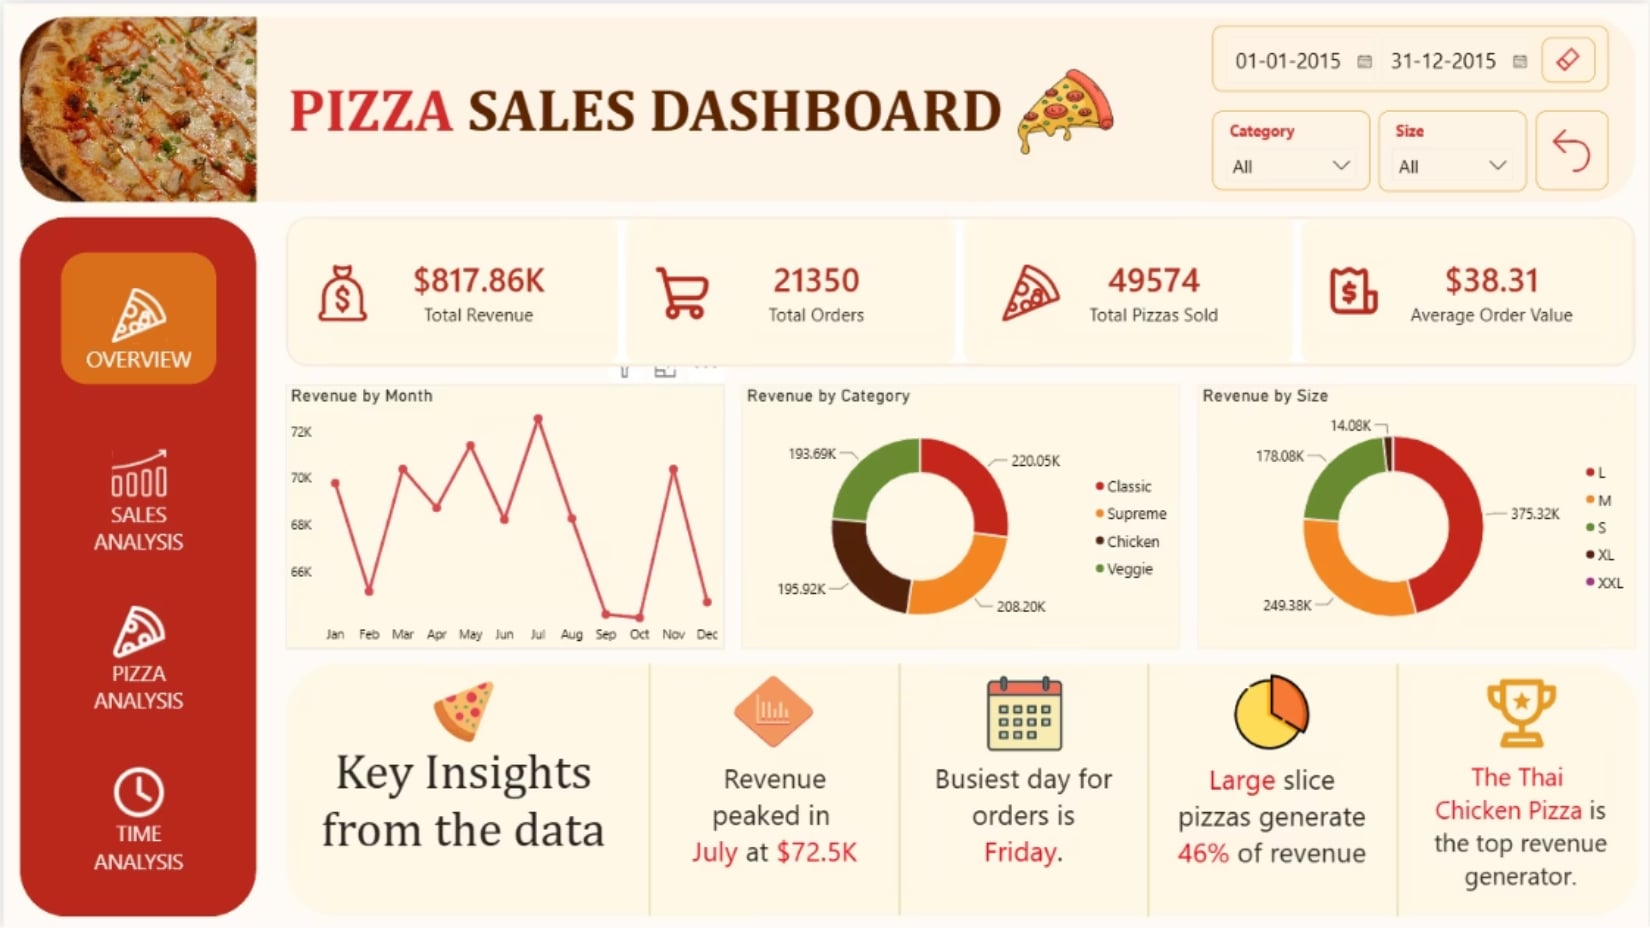 PIZZA SALES DASHBOARD
01-01-2015 31-12-2015
Category
All
Size
All
OVERVIEW
SALES
ANALYSIS
PIZZA
ANALYSIS
TIME
ANALYSIS
$817.86K
Total Revenue
21350
Total Orders
49574
Total Pizzas Sold
$38.31
Average Order Value
Revenue by Month
72K
70K
68K
66K
Jan Feb Mar Apr May Jun Jul Aug Sep Oct Nov Dec
Revenue by Category
193.69K
220.05K
195.92K
208.20K
Classic
Supreme
Chicken
Veggie
Revenue by Size
14.08K
178.08K
375.32K
249.38K
L
M
S
XL
XXL
Key Insights
from the data
Revenue
peaked in
July at $72.5K
Busiest day for
orders is
Friday.
Large slice
pizzas generate
46% of revenue
The Thai
Chicken Pizza is
the top revenue
generator.